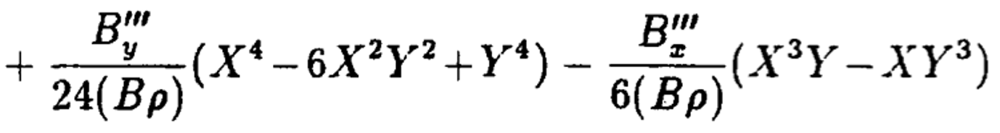 $+ \frac{B_y'''}{24(B\rho)}(X^4 - 6X^2Y^2 + Y^4) - \frac{B_x'''}{6(B\rho)}(X^3Y - XY^3)$